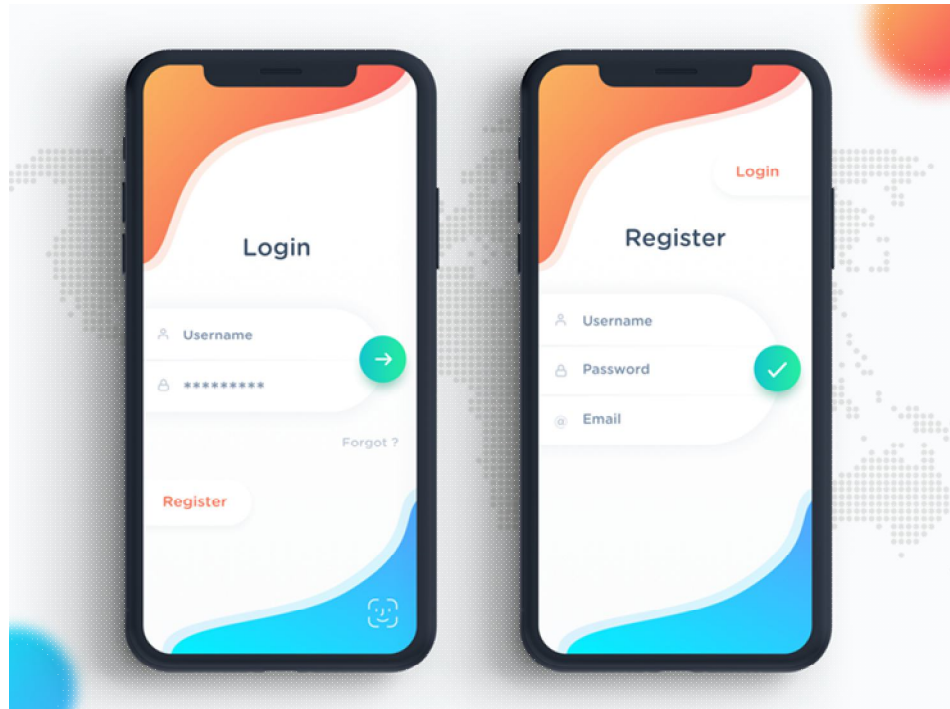 Login
Username
*********
Forgot ?
Register
Login
Register
Username
Password
@ Email